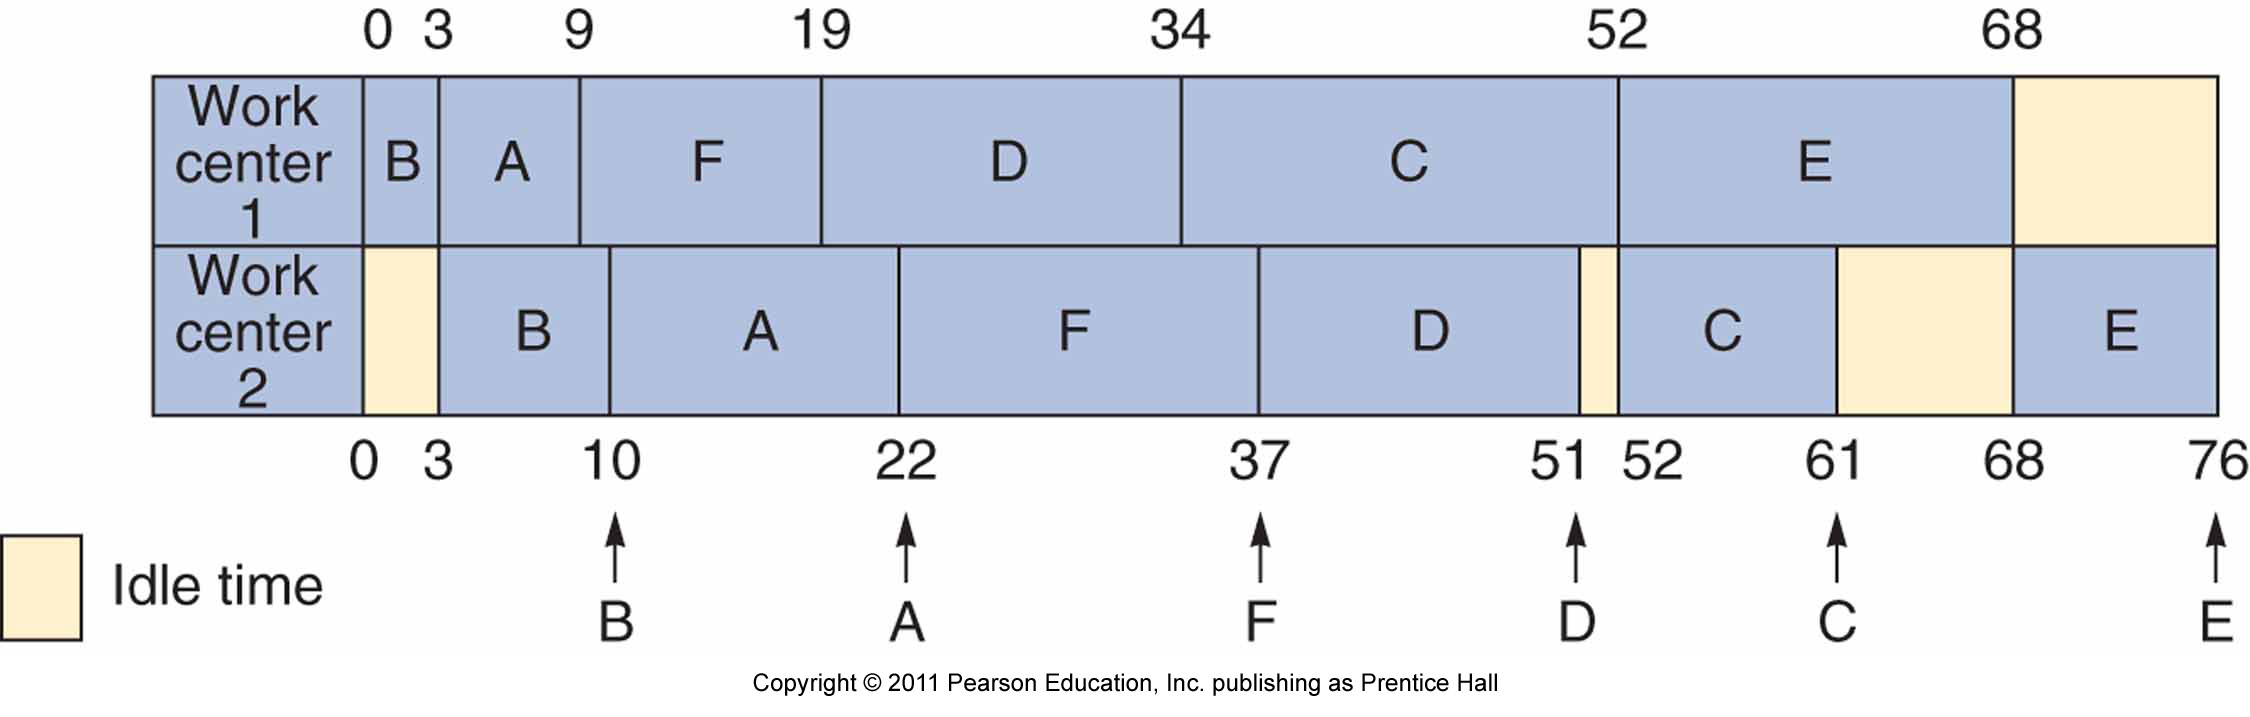 0 3 9 19 34 52 68
Work
center
1
B A F D C E
Work
center
2
B A F D C E
0 3 10 22 37 51 52 61 68 76
Idle time
B A F D C E
Copyright © 2011 Pearson Education, Inc. publishing as Prentice Hall